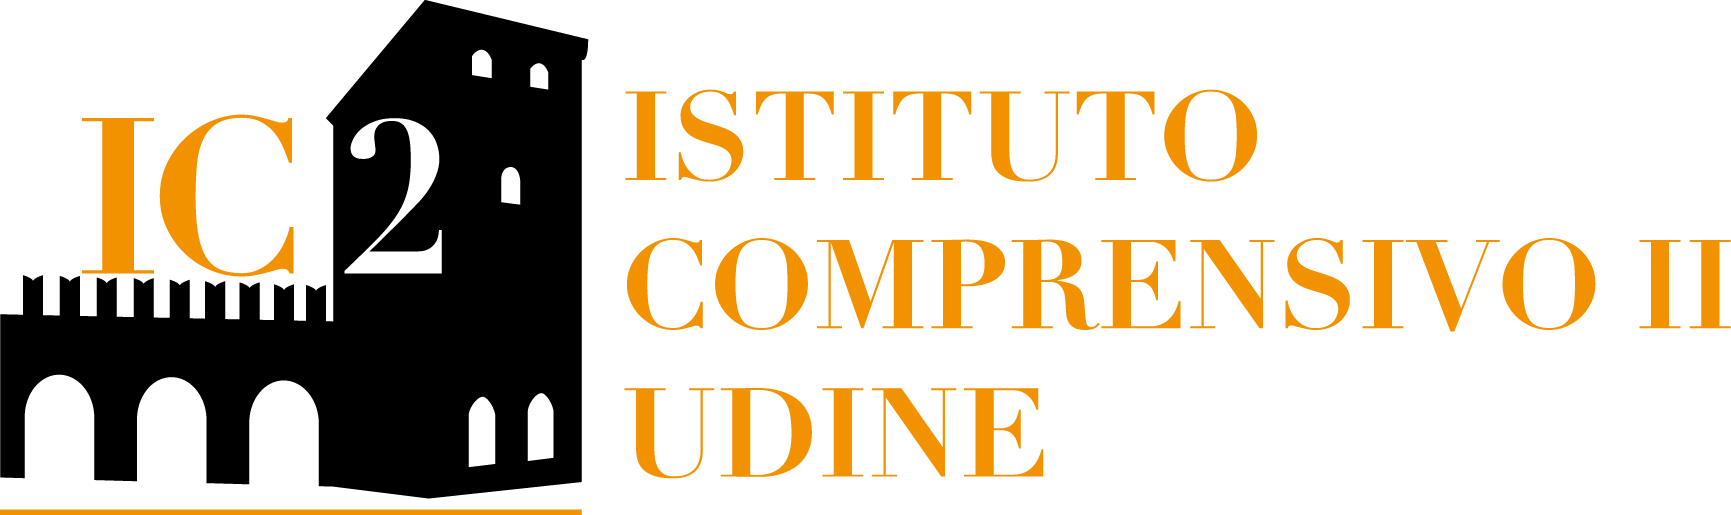 IC2
ISTITUTO
COMPRENSIVO II
UDINE